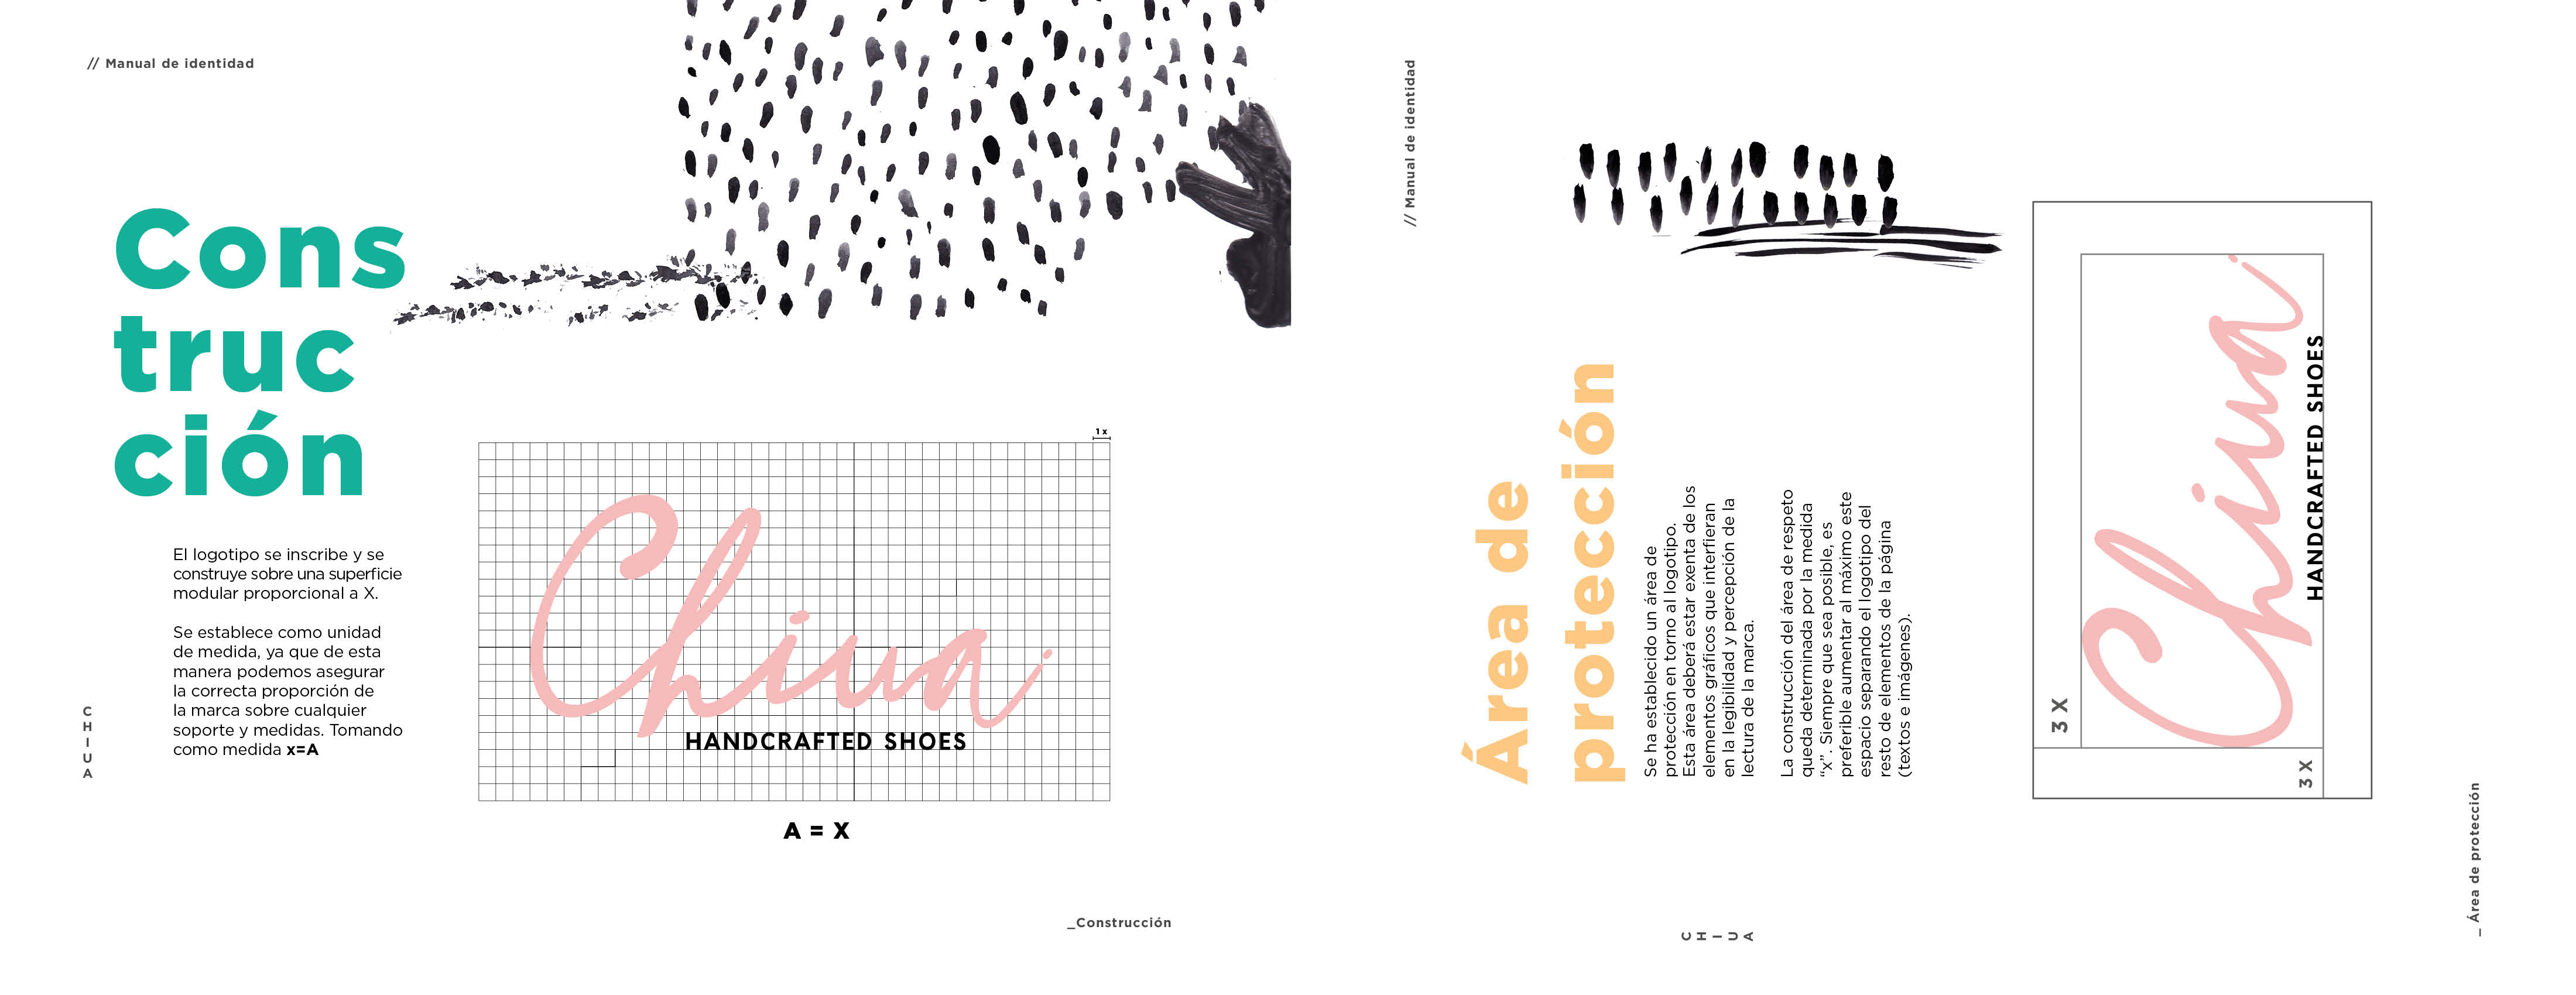 // Manual de identidad
Cons
truc
ción
El logotipo se inscribe y se
construye sobre una superficie
modular proporcional a X.
Se establece como unidad
de medida, ya que de esta
manera podemos asegurar
la correcta proporción de
la marca sobre cualquier
soporte y medidas. Tomando
como medida x=A
C
H
I
U
A
1 x
Chiua
HANDCRAFTED SHOES
A = X
_Construcción
// Manual de identidad
Área de
protección
Se ha establecido un área de
protección en torno al logotipo.
Esta área deberá estar exenta de los
elementos gráficos que interfieran
en la legibilidad y percepción de la
lectura de la marca.
La construcción del área de respeto
queda determinada por la medida
“x”. Siempre que sea posible, es
preferible aumentar al máximo este
espacio separando el logotipo del
resto de elementos de la página
(textos e imágenes).
3 X
3 X
Chiua
HANDCRAFTED SHOES
C
H
I
U
A
_ Área de protección